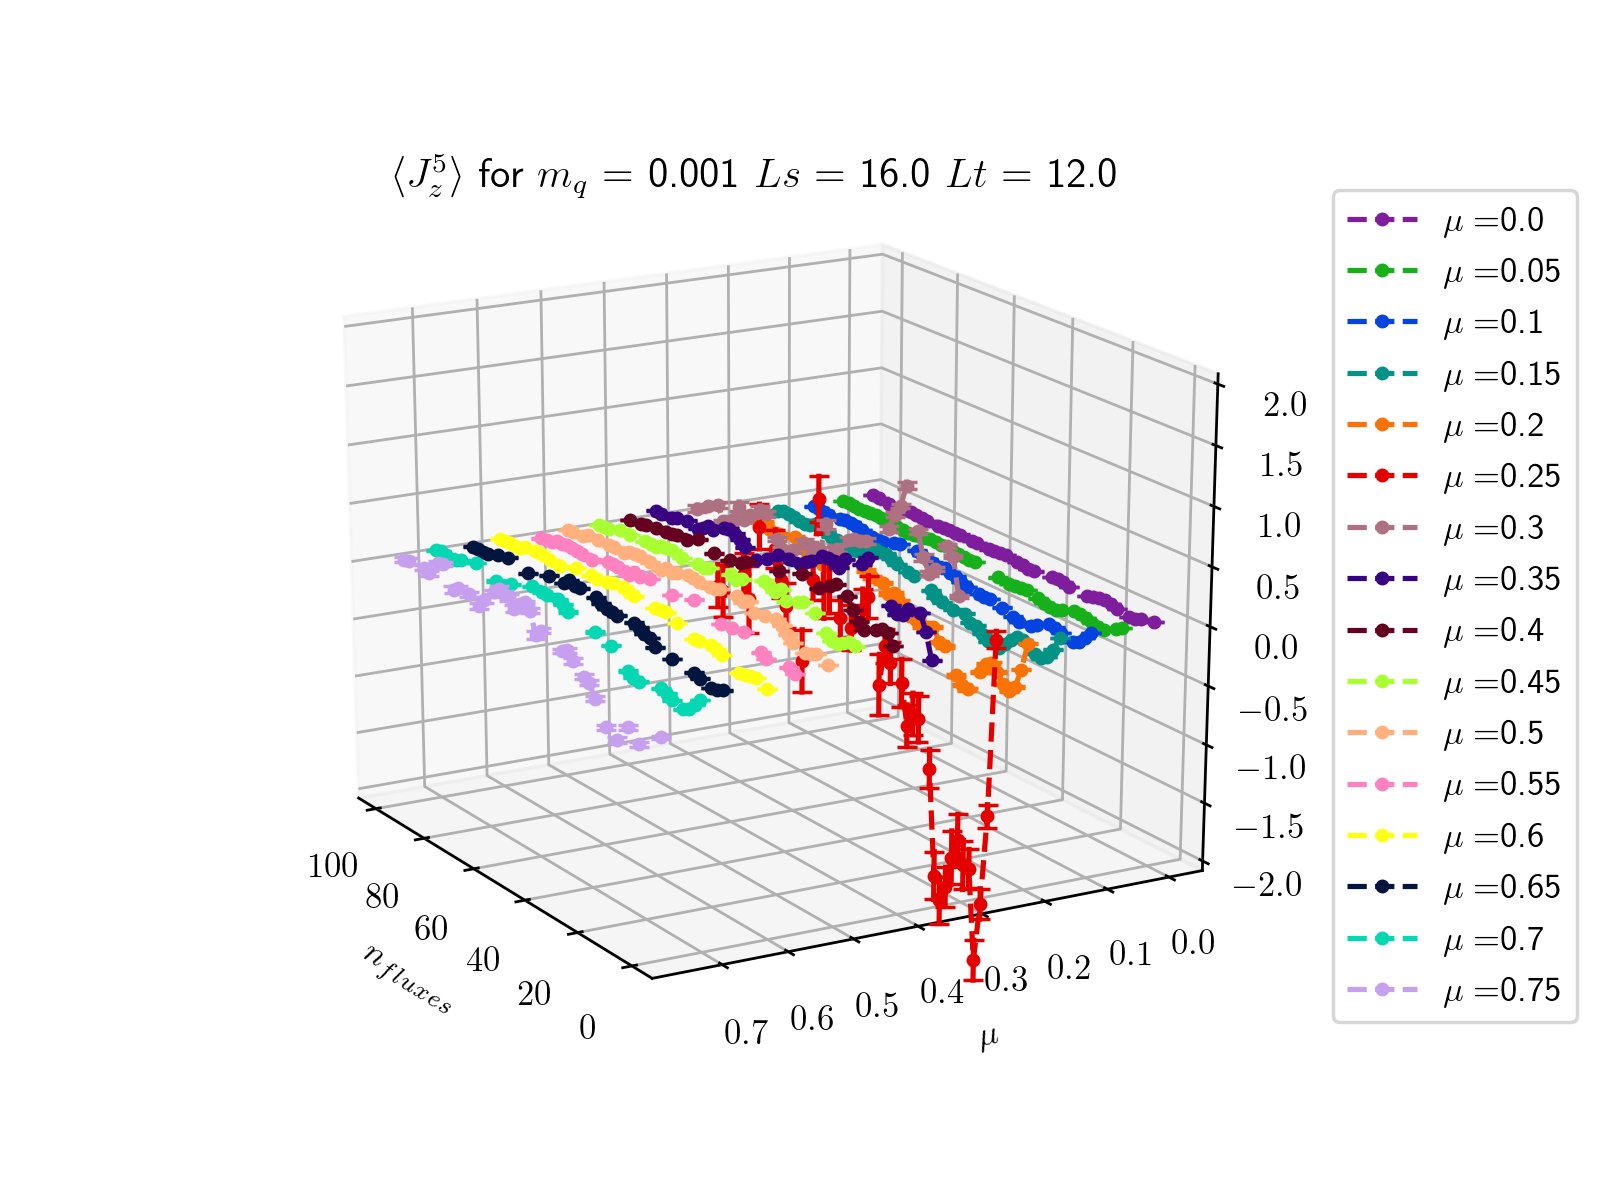 ⟨J_z^5⟩ for m_q = 0.001 Ls = 16.0 Lt = 12.0
μ =0.0
μ =0.05
μ =0.1
μ =0.15
μ =0.2
μ =0.25
μ =0.3
μ =0.35
μ =0.4
μ =0.45
μ =0.5
μ =0.55
μ =0.6
μ =0.65
μ =0.7
μ =0.75
2.0
1.5
1.0
0.5
0.0
−0.5
−1.0
−1.5
−2.0
100
80
60
40
20
0
n_{fluxes}
0.7
0.6
0.5
0.4
0.3
0.2
0.1
0.0
μ